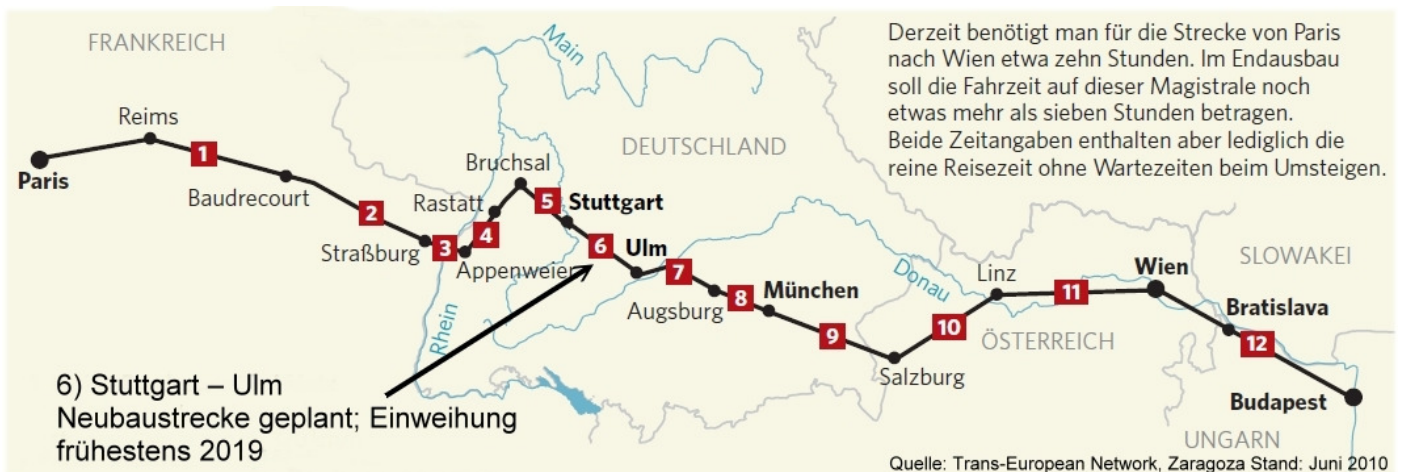 FRANKREICH
Main
Derzeit benötigt man für die Strecke von Paris
nach Wien etwa zehn Stunden. Im Endausbau
soll die Fahrzeit auf dieser Magistrale noch
etwas mehr als sieben Stunden betragen.
Beide Zeitangaben enthalten aber lediglich die
reine Reisezeit ohne Wartezeiten beim Umsteigen.
Reims
1
Paris
Baudrecourt
2
Straßburg
3
Appenweier
4
Rastatt
Bruchsal
DEUTSCHLAND
5
Stuttgart
6
Ulm
7
Augsburg
8
München
9
Salzburg
10
Donau
Linz
11
ÖSTERREICH
Wien
SLOWAKEI
Bratislava
12
Budapest
UNGARN
Rhein
6) Stuttgart – Ulm
Neubaustrecke geplant; Einweihung
frühestens 2019
Quelle: Trans-European Network, Zaragoza Stand: Juni 2010